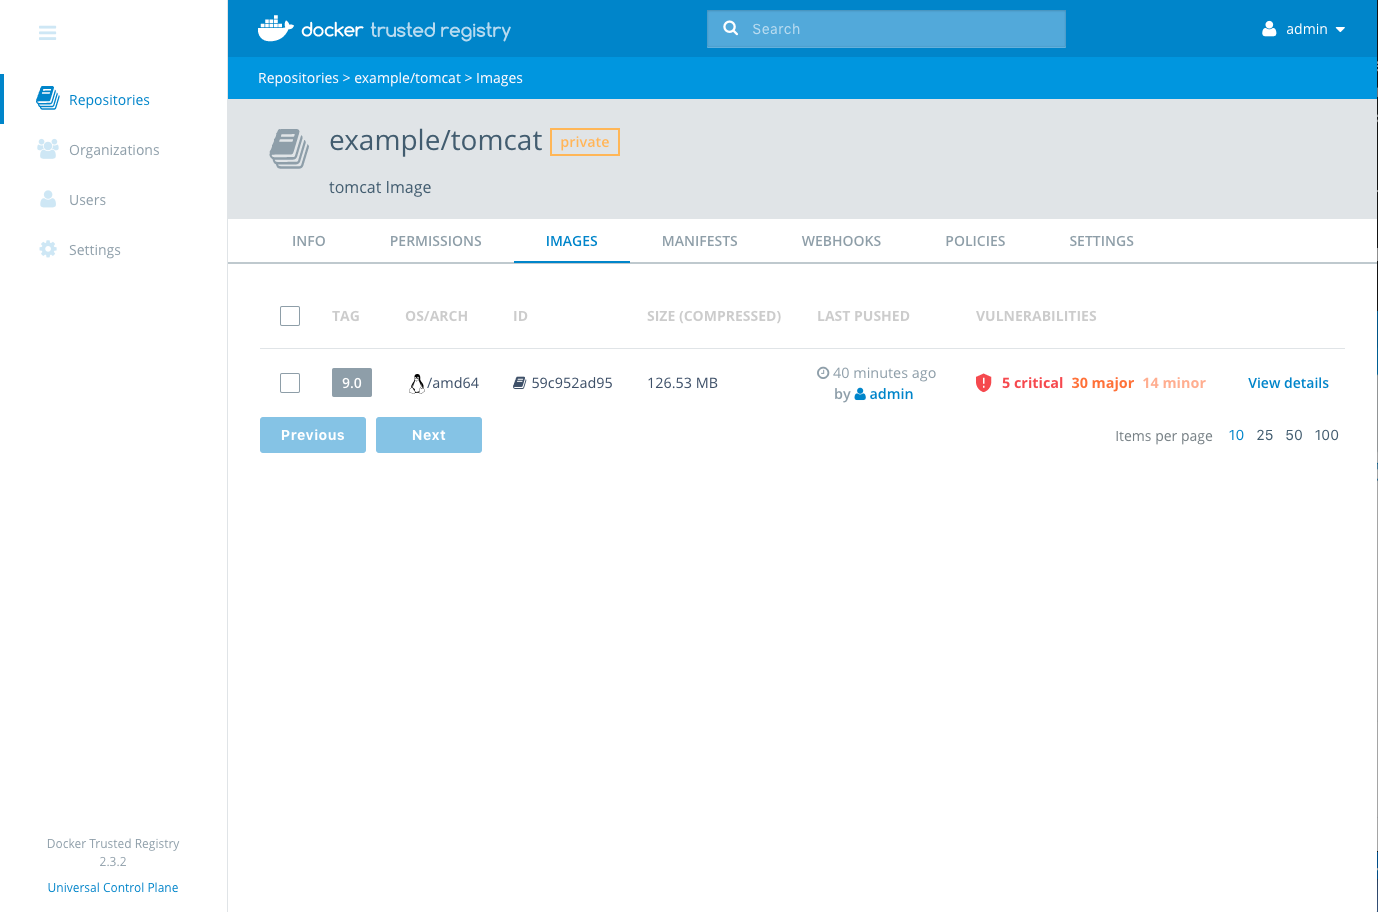 docker trusted registry
Search
admin
Repositories > example/tomcat > Images
Repositories
Organizations
Users
Settings
example/tomcat private
tomcat Image
INFO PERMISSIONS IMAGES MANIFESTS WEBHOOKS POLICIES SETTINGS
TAG OS/ARCH ID SIZE (COMPRESSED) LAST PUSHED VULNERABILITIES
9.0 /amd64 59c952ad95 126.53 MB 40 minutes ago 5 critical 30 major 14 minor View details
by admin
Previous Next Items per page 10 25 50 100
Docker Trusted Registry
2.3.2
Universal Control Plane